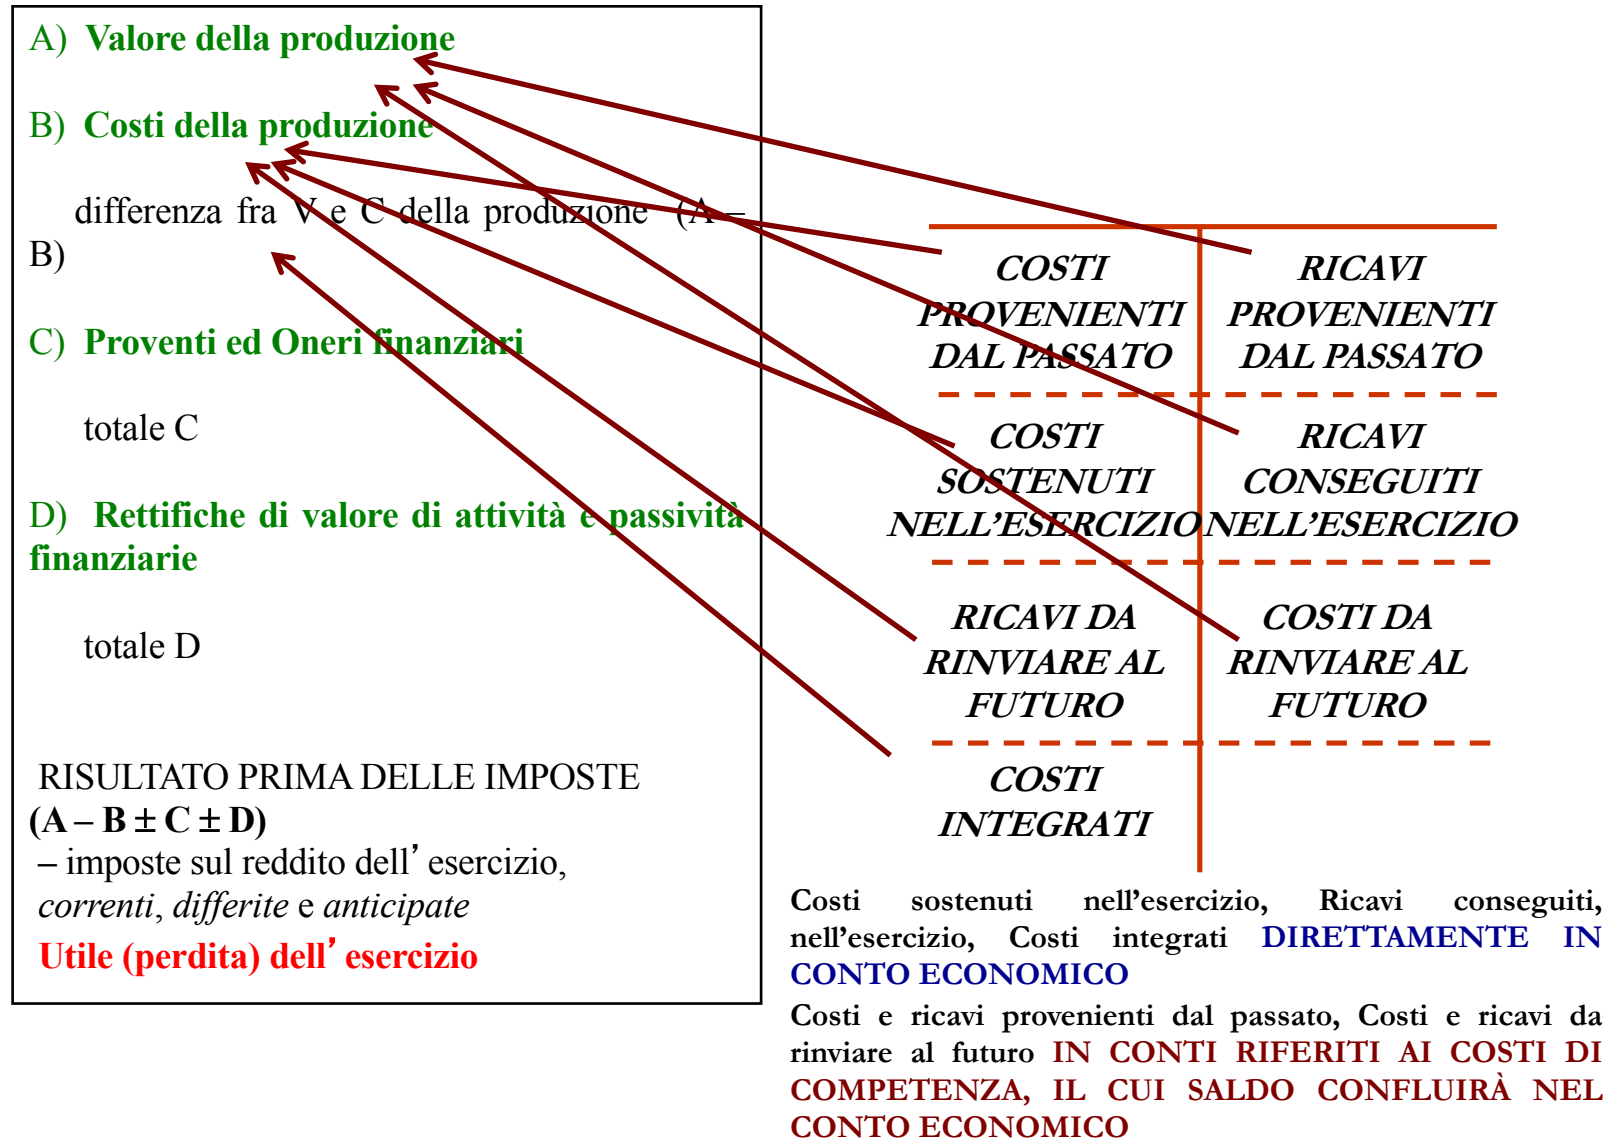 A) Valore della produzione
B) Costi della produzione
differenza fra V e C della produzione (A –
B)
C) Proventi ed Oneri finanziari
totale C
D) Rettifiche di valore di attività e passività
finanziarie
totale D
RISULTATO PRIMA DELLE IMPOSTE
(A – B ± C ± D)
– imposte sul reddito dell’ esercizio,
correnti, differite e anticipate
Utile (perdita) dell’ esercizio
COSTI
PROVENIENTI
DAL PASSATO
RICAVI
PROVENIENTI
DAL PASSATO
COSTI
SOSTENUTI
NELL’ESERCIZIO
RICAVI
CONSEGUITI
NELL’ESERCIZIO
RICAVI DA
RINVIARE AL
FUTURO
COSTI DA
RINVIARE AL
FUTURO
COSTI
INTEGRATI
Costi sostenuti nell’esercizio, Ricavi conseguiti,
nell’esercizio, Costi integrati DIRETTAMENTE IN
CONTO ECONOMICO
Costi e ricavi provenienti dal passato, Costi e ricavi da
rinviare al futuro IN CONTI RIFERITI AI COSTI DI
COMPETENZA, IL CUI SALDO CONFLUIRÀ NEL
CONTO ECONOMICO